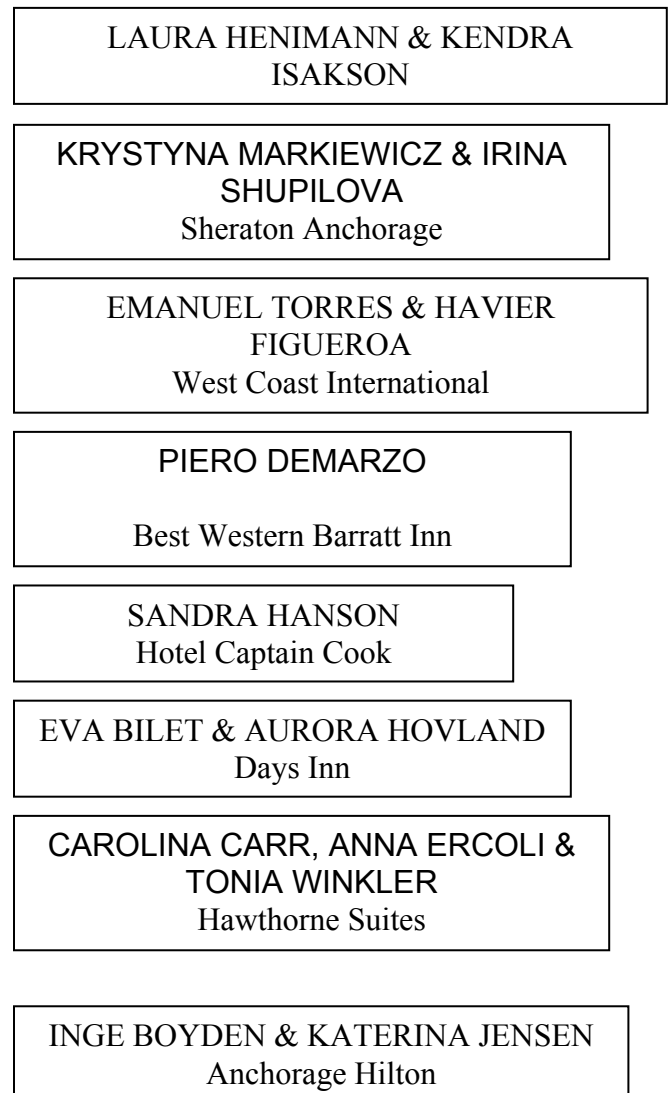 LAURA HENIMANN & KENDRA
ISAKSON
KRYSTYNA MARKIEWICZ & IRINA
SHUPILOVA
Sheraton Anchorage
EMANUEL TORRES & HAVIER
FIGUEROA
West Coast International
PIERO DEMARZO
Best Western Barratt Inn
SANDRA HANSON
Hotel Captain Cook
EVA BILET & AURORA HOVLAND
Days Inn
CAROLINA CARR, ANNA ERCOLI &
TONIA WINKLER
Hawthorne Suites
INGE BOYDEN & KATERINA JENSEN
Anchorage Hilton